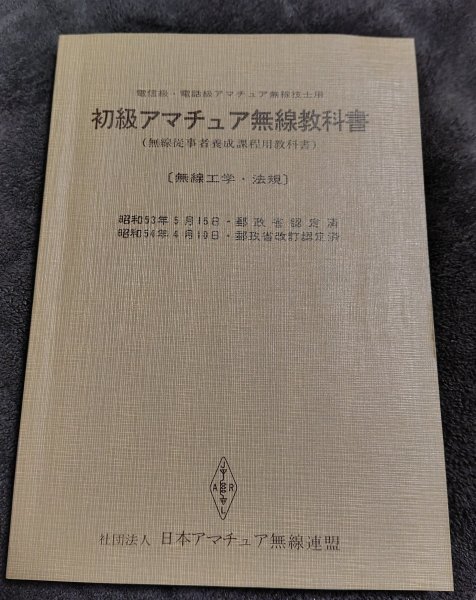 電信級・電話級アマチュア無線技士用
初級アマチュア無線教科書
(無線従事者養成課程用教科書)
〔無線工学・法規〕
昭和53年5月15日・郵政省認定済
昭和54年4月10日・郵政省改訂認定済
J
A R
L
社団法人 日本アマチュア無線連盟